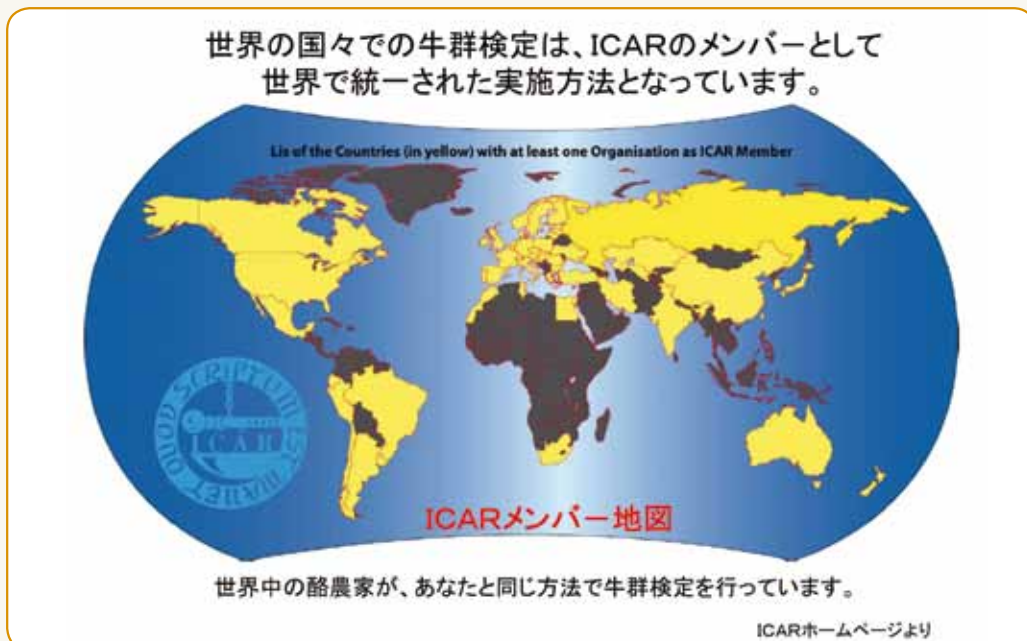 世界の国々での牛群検定は、ICARのメンバーとして
世界で統一された実施方法となっています。
Lis of the Countries (in yellow) with at least one Organisation as ICAR Member
QUOD SCRIPTUM EST MANET
ICAR
ICARメンバー地図
世界中の酪農家が、あなたと同じ方法で牛群検定を行っています。
ICARホームページより